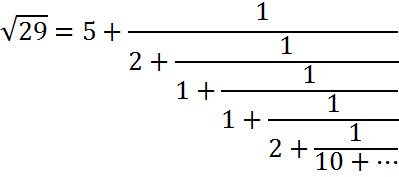 √29 = 5 + 1
2 + 1
1 + 1
1 + 1
2 + 1
10 + ⋯